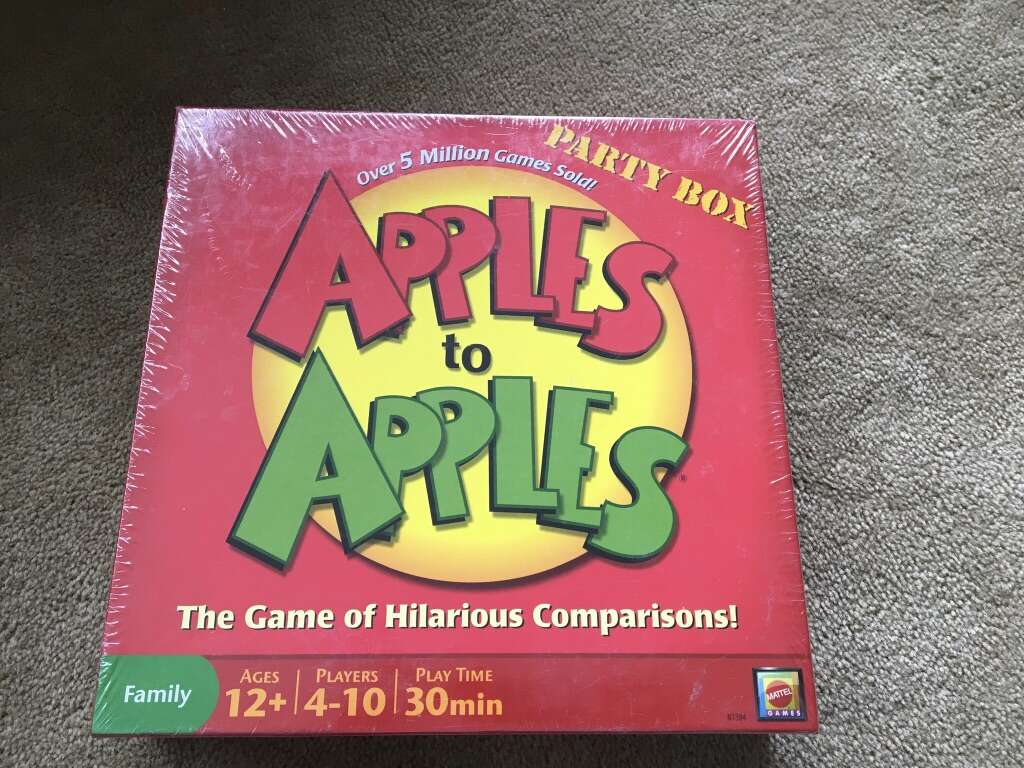 PARTY BOX
Over 5 Million Games Sold!
APPLES
to
APPLES®
The Game of Hilarious Comparisons!
Family
AGES
12+
PLAYERS
4-10
PLAY TIME
30min
MATTEL
GAMES